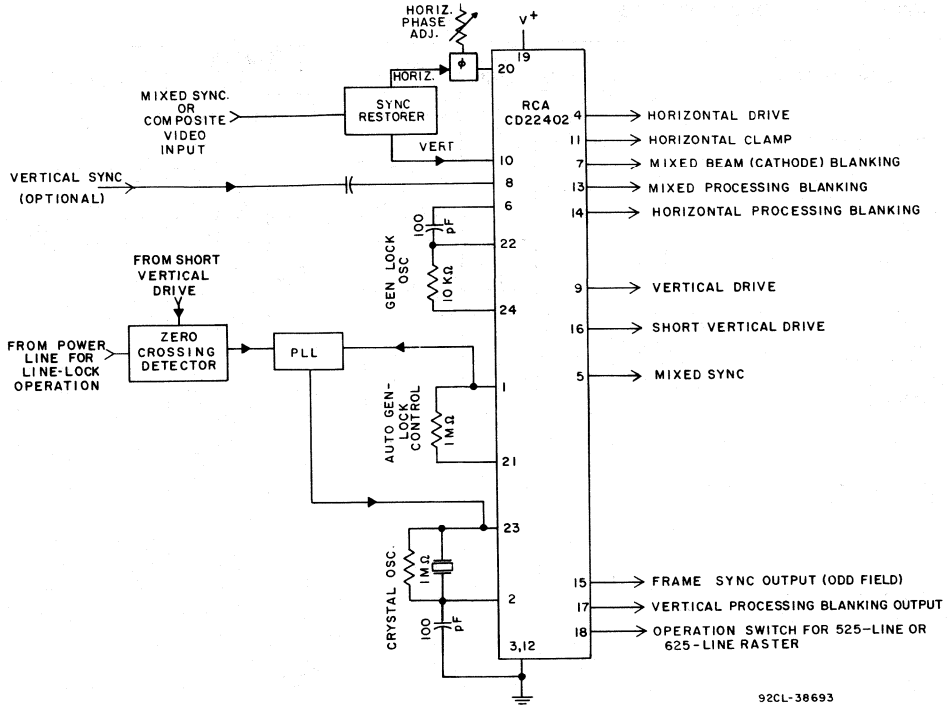 HORIZ.
PHASE
ADJ.
V+
19
ϕ
20
HORIZ.
RCA
CD22402
MIXED SYNC.
OR
COMPOSITE
VIDEO
INPUT
SYNC
RESTORER
VERT
10
4 HORIZONTAL DRIVE
11 HORIZONTAL CLAMP
7 MIXED BEAM (CATHODE) BLANKING
13 MIXED PROCESSING BLANKING
14 HORIZONTAL PROCESSING BLANKING
VERTICAL SYNC
(OPTIONAL)
8
6
100
pF
22
GEN LOCK
OSC
10 KΩ
24
9 VERTICAL DRIVE
16 SHORT VERTICAL DRIVE
5 MIXED SYNC
FROM SHORT
VERTICAL
DRIVE
FROM POWER
LINE FOR
LINE-LOCK
OPERATION
ZERO
CROSSING
DETECTOR
PLL
1
AUTO GEN-
LOCK
CONTROL
1 MΩ
21
23
CRYSTAL OSC.
1 MΩ
2
100
pF
3,12
15 FRAME SYNC OUTPUT (ODD FIELD)
17 VERTICAL PROCESSING BLANKING OUTPUT
18 OPERATION SWITCH FOR 525-LINE OR
625-LINE RASTER
92CL-38693